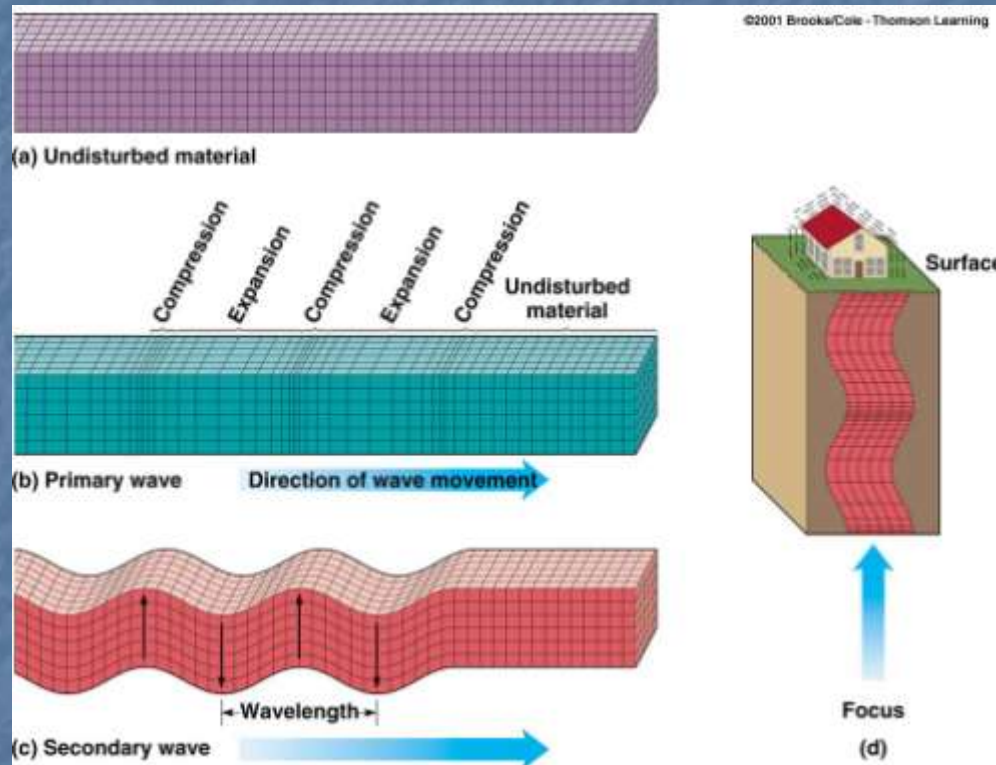 ©2001 Brooks/Cole - Thomson Learning
(a) Undisturbed material
Compression
Expansion
Compression
Expansion
Compression
Undisturbed
material
(b) Primary wave
Direction of wave movement
Wavelength
(c) Secondary wave
Surface
Focus
(d)